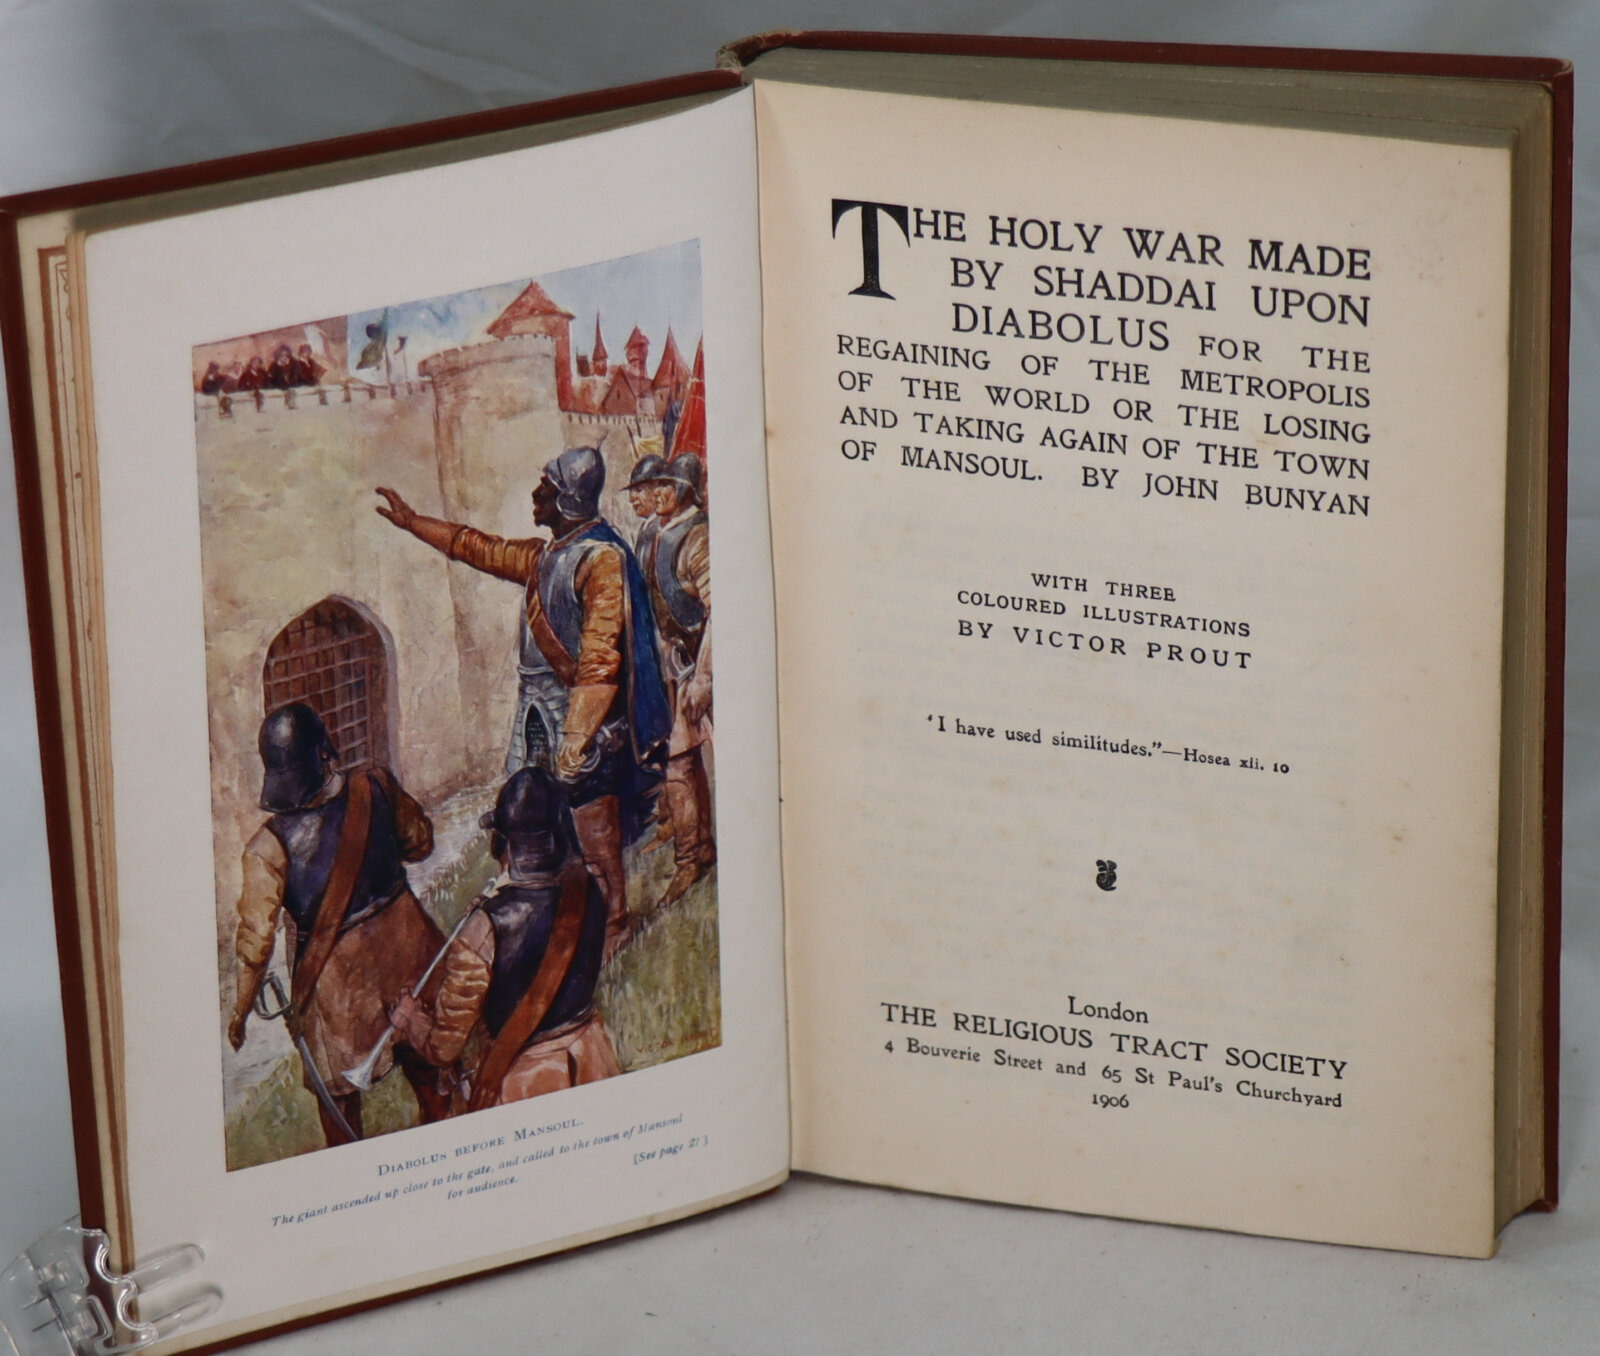 VICTOR PROUT
DIABOLUS BEFORE MANSOUL.
The giant ascended up close to the gate, and called to the town of Mansoul
for audience.
[See page 21]
THE HOLY WAR MADE
BY SHADDAI UPON
DIABOLUS FOR THE
REGAINING OF THE METROPOLIS
OF THE WORLD OR THE LOSING
AND TAKING AGAIN OF THE TOWN
OF MANSOUL. BY JOHN BUNYAN
WITH THREE
COLOURED ILLUSTRATIONS
BY VICTOR PROUT
'I have used similitudes.”—Hosea xii. 10
London
THE RELIGIOUS TRACT SOCIETY
4 Bouverie Street and 65 St Paul's Churchyard
1906